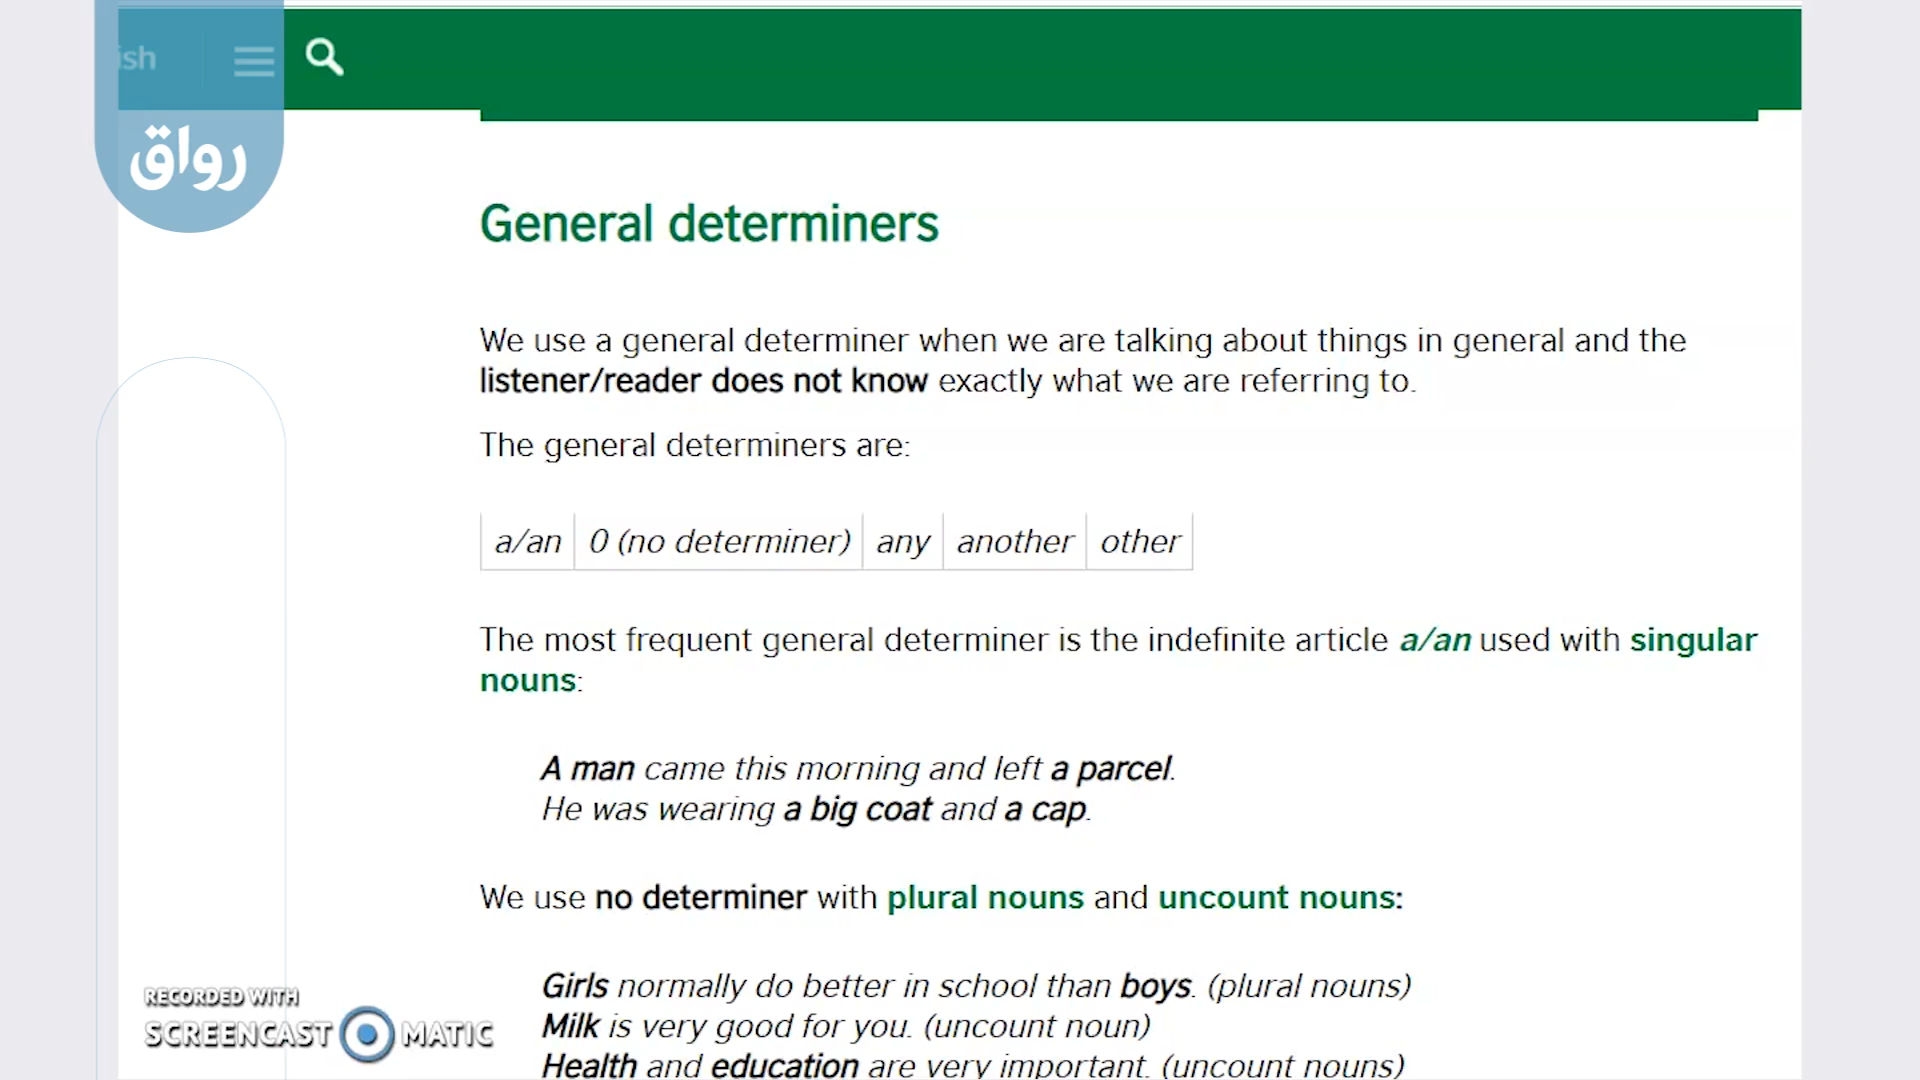 ish
رواق
General determiners
We use a general determiner when we are talking about things in general and the
listener/reader does not know exactly what we are referring to.
The general determiners are:
a/an 0 (no determiner) any another other
The most frequent general determiner is the indefinite article a/an used with singular
nouns:
A man came this morning and left a parcel.
He was wearing a big coat and a cap.
We use no determiner with plural nouns and uncount nouns:
Girls normally do better in school than boys. (plural nouns)
Milk is very good for you. (uncount noun)
Health and education are very important. (uncount nouns)
RECORDED WITH
SCREENCAST MATIC